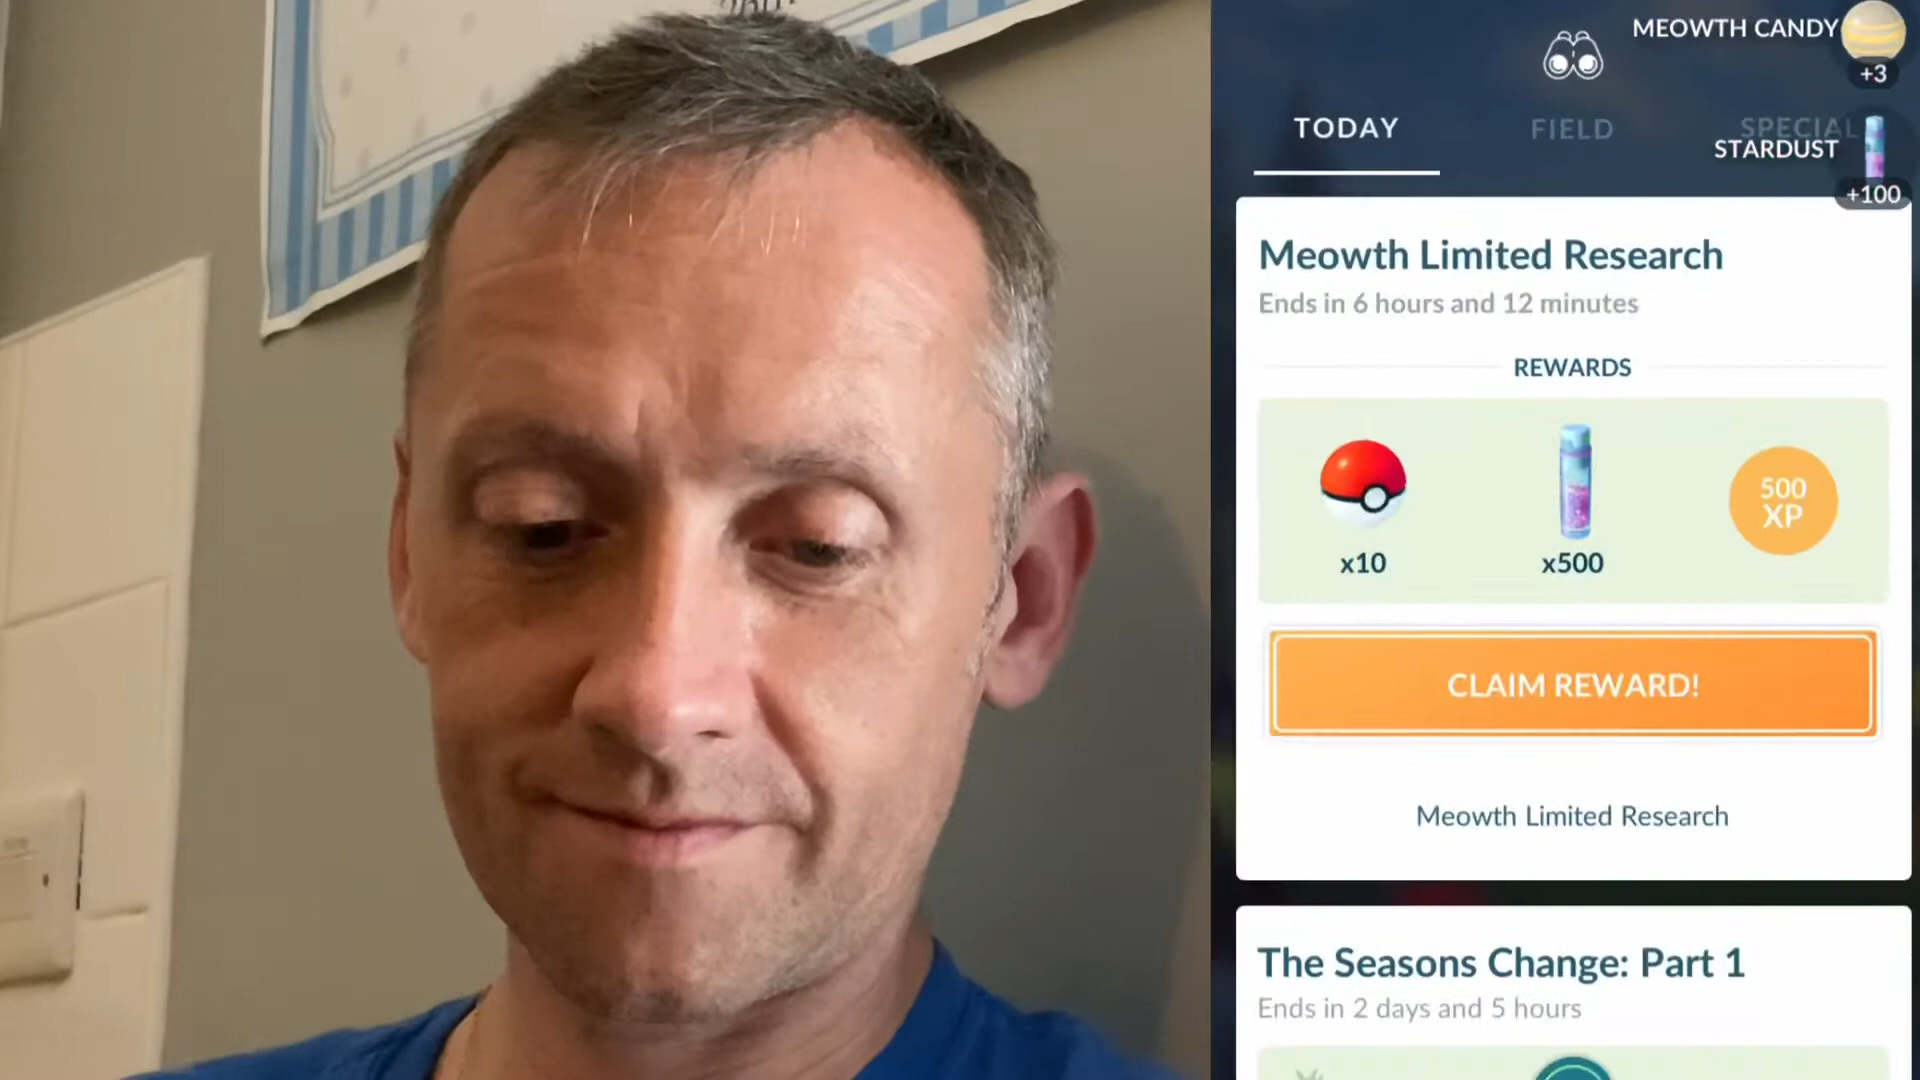 MEOWTH CANDY
+3
TODAY
FIELD
SPECIAL
STARDUST
+100
Meowth Limited Research
Ends in 6 hours and 12 minutes
REWARDS
500
XP
x10
x500
CLAIM REWARD!
Meowth Limited Research
The Seasons Change: Part 1
Ends in 2 days and 5 hours